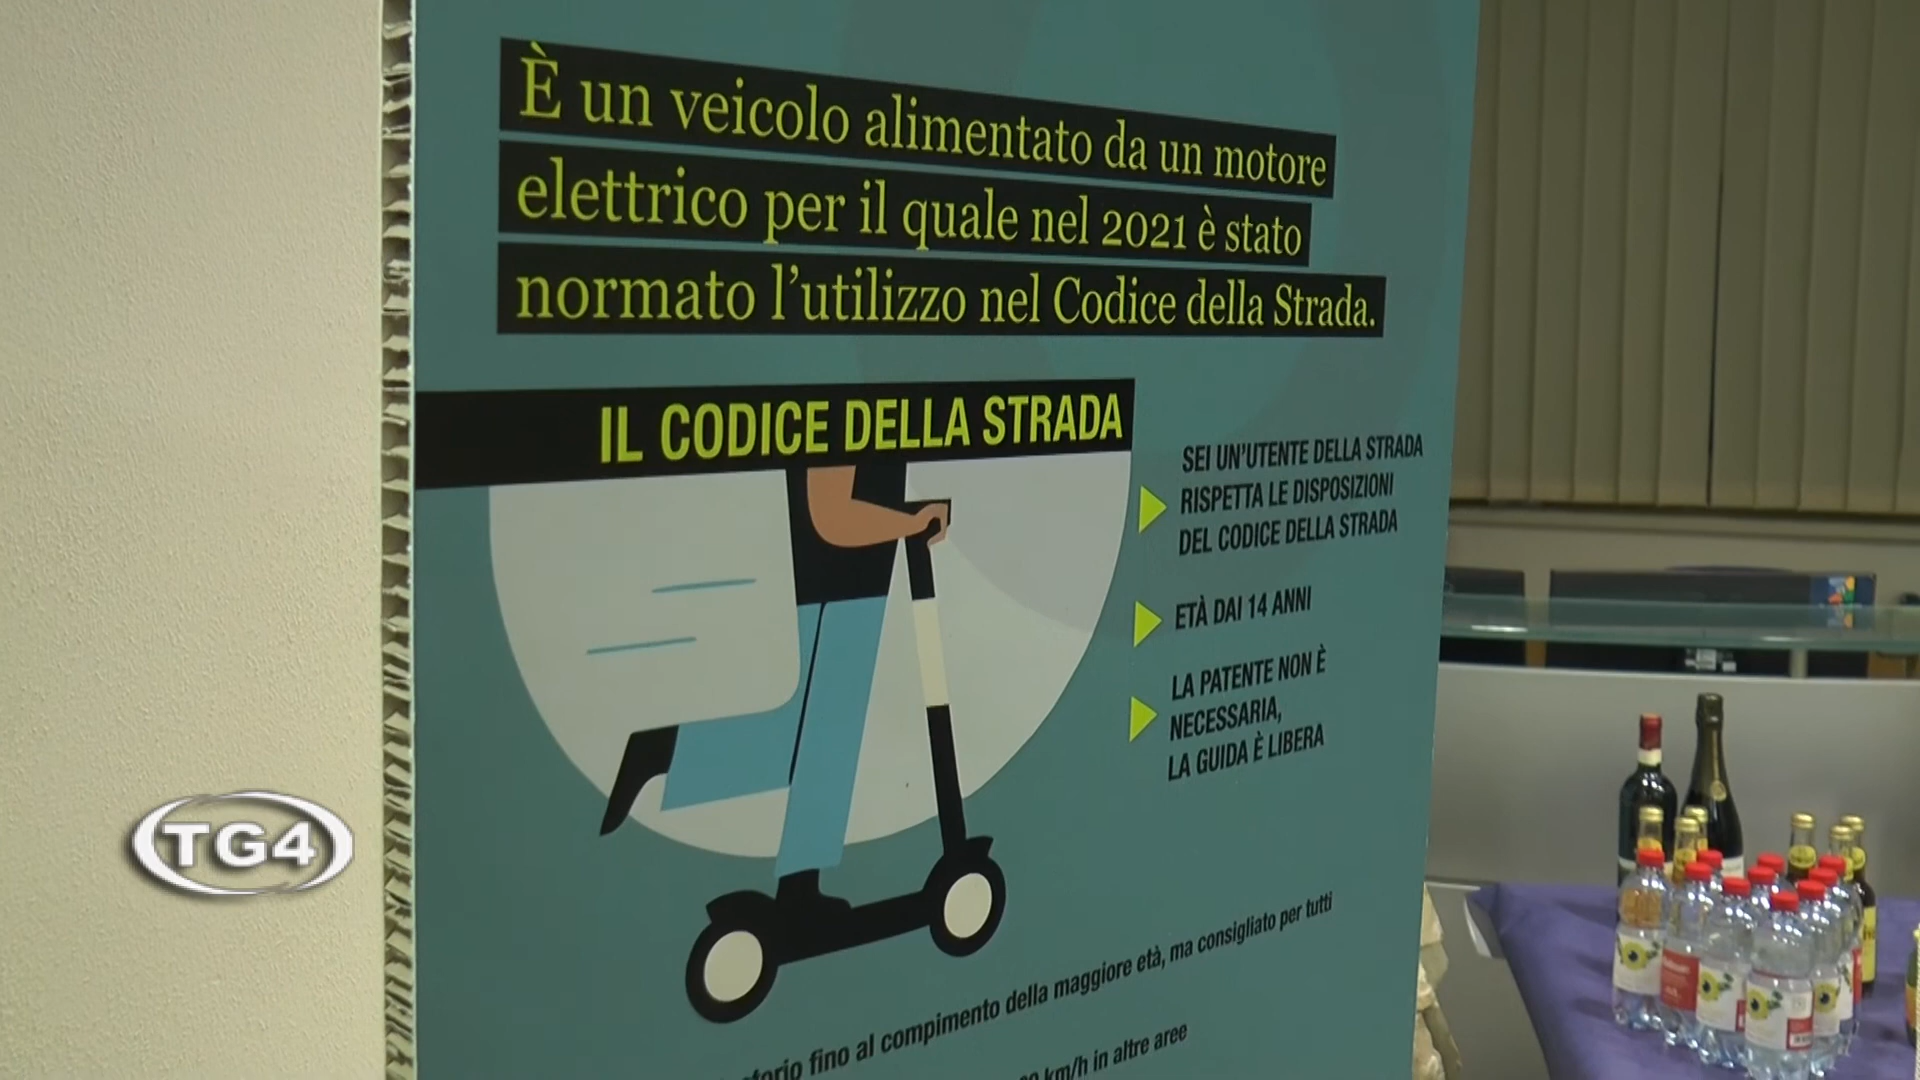 È un veicolo alimentato da un motore
elettrico per il quale nel 2021 è stato
normato l'utilizzo nel Codice della Strada.
IL CODICE DELLA STRADA
SEI UN'UTENTE DELLA STRADA
RISPETTA LE DISPOSIZIONI
DEL CODICE DELLA STRADA
ETÀ DAI 14 ANNI
LA PATENTE NON È
NECESSARIA,
LA GUIDA È LIBERA
fino al compimento della maggiore età, ma consigliato per tutti
km/h in altre aree
TG4